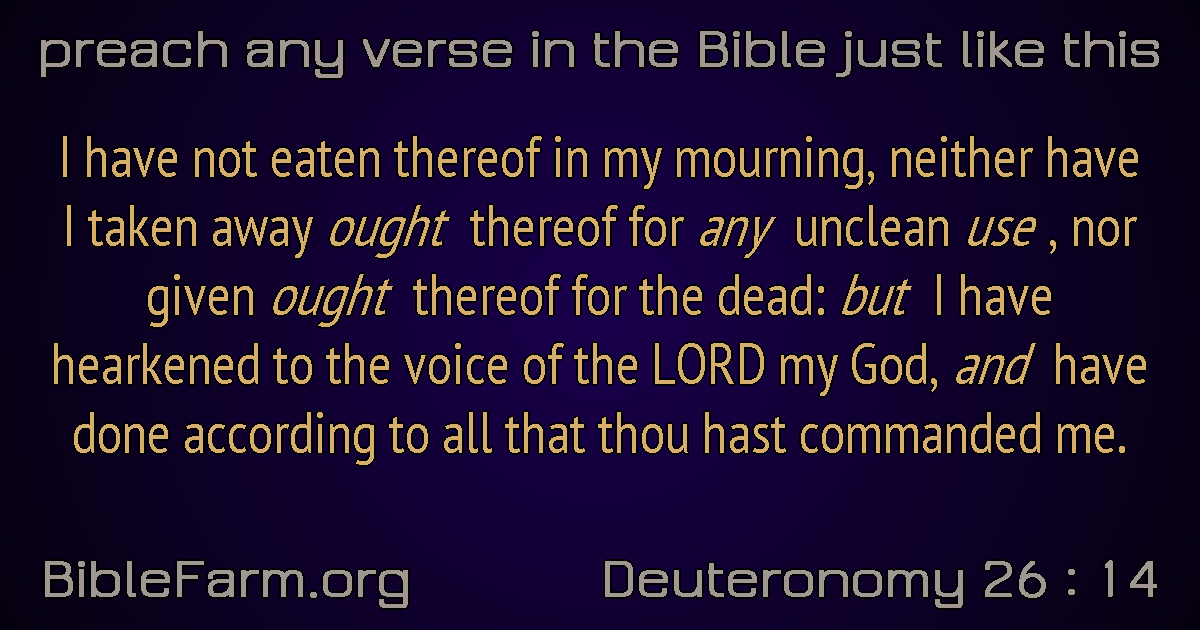 preach any verse in the Bible just like this
I have not eaten thereof in my mourning, neither have
I taken away ought thereof for any unclean use , nor
given ought thereof for the dead: but I have
hearkened to the voice of the LORD my God, and have
done according to all that thou hast commanded me.
BibleFarm.org
Deuteronomy 26 : 14